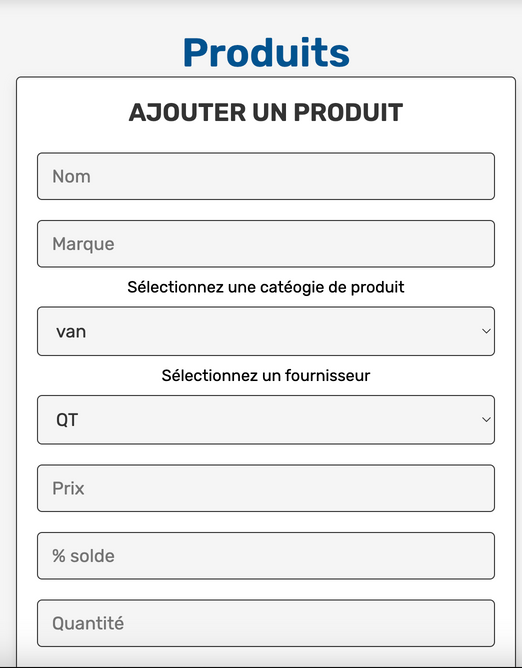 Produits
AJOUTER UN PRODUIT
Nom
Marque
Sélectionnez une catéogie de produit
van
Sélectionnez un fournisseur
QT
Prix
% solde
Quantité